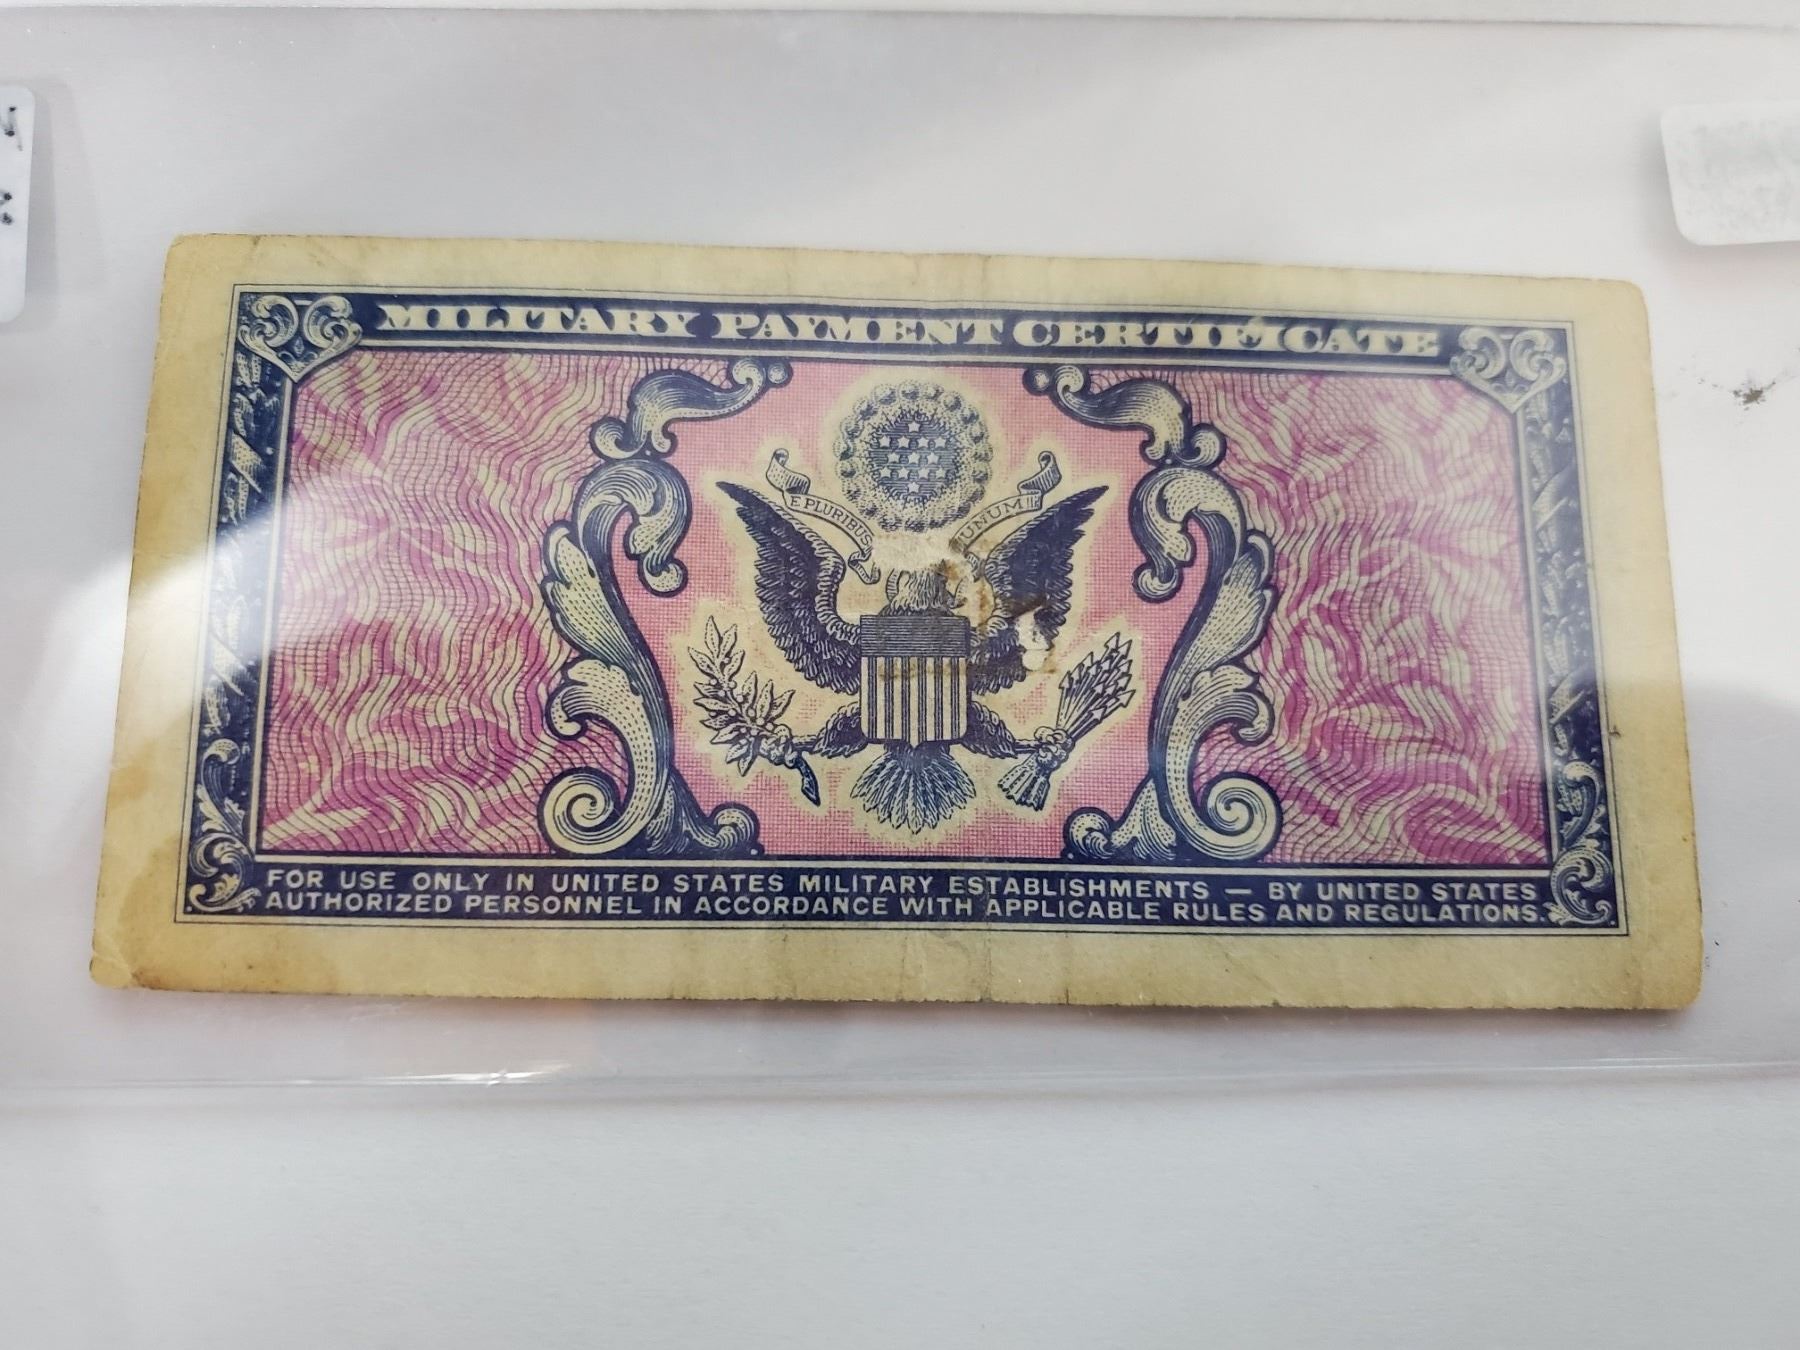 MILITARY PAYMENT CERTIFICATE
E PLURIBUS UNUM
FOR USE ONLY IN UNITED STATES MILITARY ESTABLISHMENTS — BY UNITED STATES
AUTHORIZED PERSONNEL IN ACCORDANCE WITH APPLICABLE RULES AND REGULATIONS.